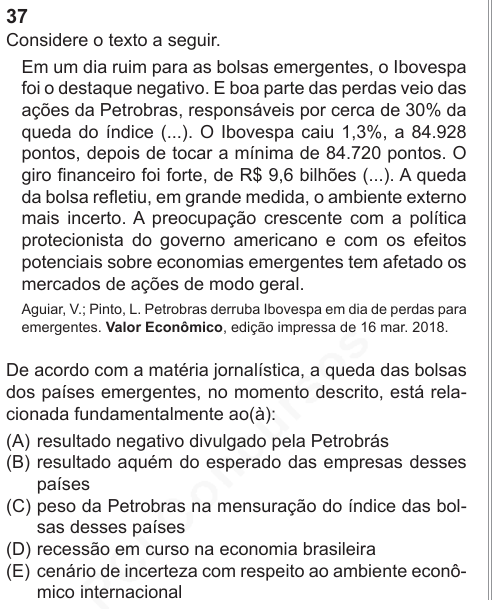 37
Considere o texto a seguir.
Em um dia ruim para as bolsas emergentes, o Ibovespa
foi o destaque negativo. E boa parte das perdas veio das
ações da Petrobras, responsáveis por cerca de 30% da
queda do índice (...). O Ibovespa caiu 1,3%, a 84.928
pontos, depois de tocar a mínima de 84.720 pontos. O
giro financeiro foi forte, de R$ 9,6 bilhões (...). A queda
da bolsa refletiu, em grande medida, o ambiente externo
mais incerto. A preocupação crescente com a política
protecionista do governo americano e com os efeitos
potenciais sobre economias emergentes tem afetado os
mercados de ações de modo geral.
Aguiar, V.; Pinto, L. Petrobras derruba Ibovespa em dia de perdas para
emergentes. Valor Econômico, edição impressa de 16 mar. 2018.
De acordo com a matéria jornalística, a queda das bolsas
dos países emergentes, no momento descrito, está rela-
cionada fundamentalmente ao(à):
(A) resultado negativo divulgado pela Petrobrás
(B) resultado aquém do esperado das empresas desses
países
(C) peso da Petrobras na mensuração do índice das bol-
sas desses países
(D) recessão em curso na economia brasileira
(E) cenário de incerteza com respeito ao ambiente econô-
mico internacional